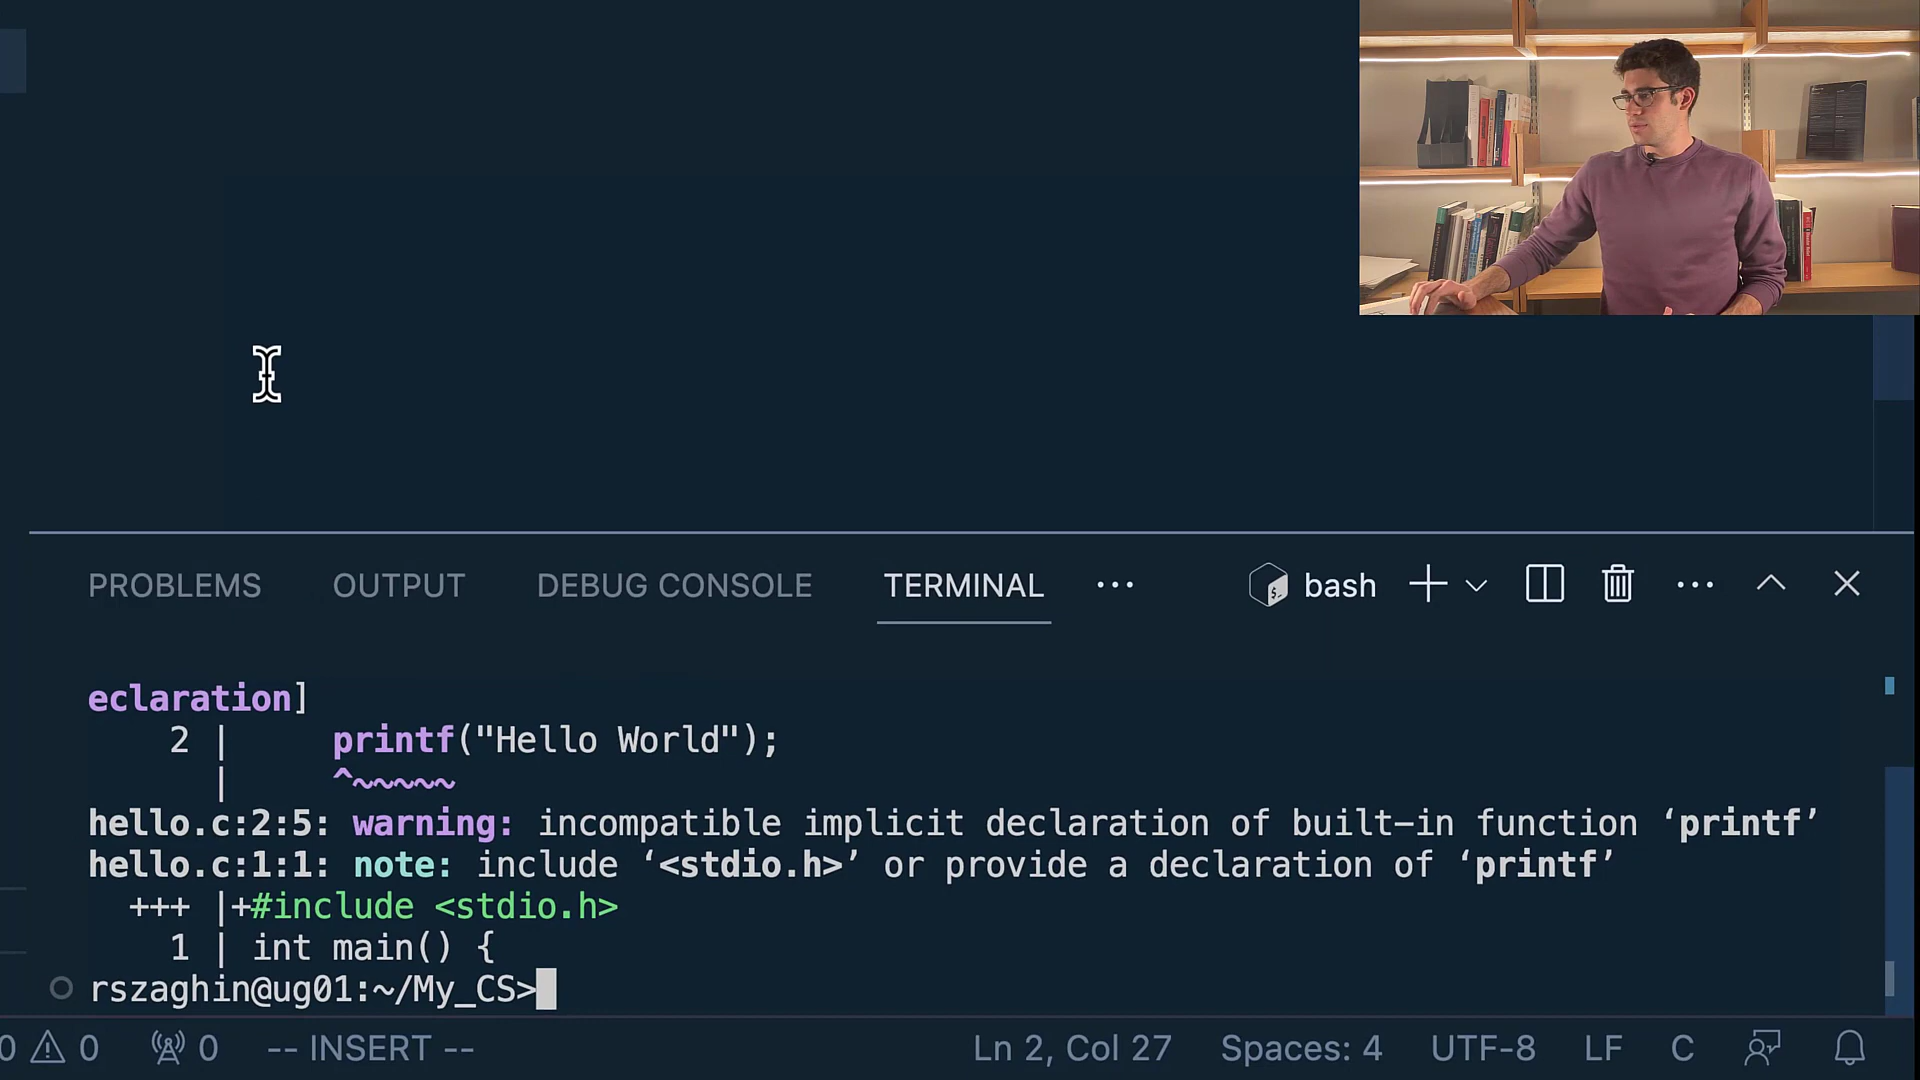 PROBLEMS OUTPUT DEBUG CONSOLE TERMINAL ··· bash
eclaration]
2 | printf("Hello World");
| ^~~~~~
hello.c:2:5: warning: incompatible implicit declaration of built-in function ‘printf’
hello.c:1:1: note: include ‘<stdio.h>’ or provide a declaration of ‘printf’
+++ |+#include <stdio.h>
1 | int main() {
rszaghin@ug01:~/My_CS>
0 0 0 -- INSERT -- Ln 2, Col 27 Spaces: 4 UTF-8 LF C